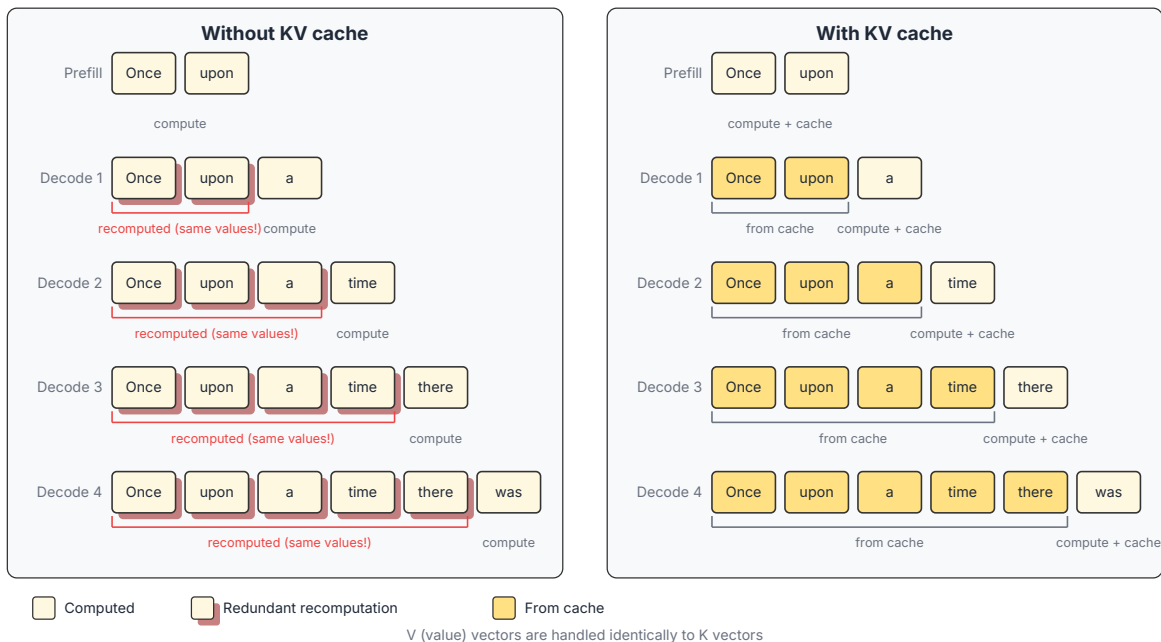 Without KV cache
Prefill Once upon
compute
Decode 1 Once upon a
recomputed (same values!) compute
Decode 2 Once upon a time
recomputed (same values!) compute
Decode 3 Once upon a time there
recomputed (same values!) compute
Decode 4 Once upon a time there was
recomputed (same values!) compute
With KV cache
Prefill Once upon
compute + cache
Decode 1 Once upon a
from cache compute + cache
Decode 2 Once upon a time
from cache compute + cache
Decode 3 Once upon a time there
from cache compute + cache
Decode 4 Once upon a time there was
from cache compute + cache
Computed Redundant recomputation From cache
V (value) vectors are handled identically to K vectors